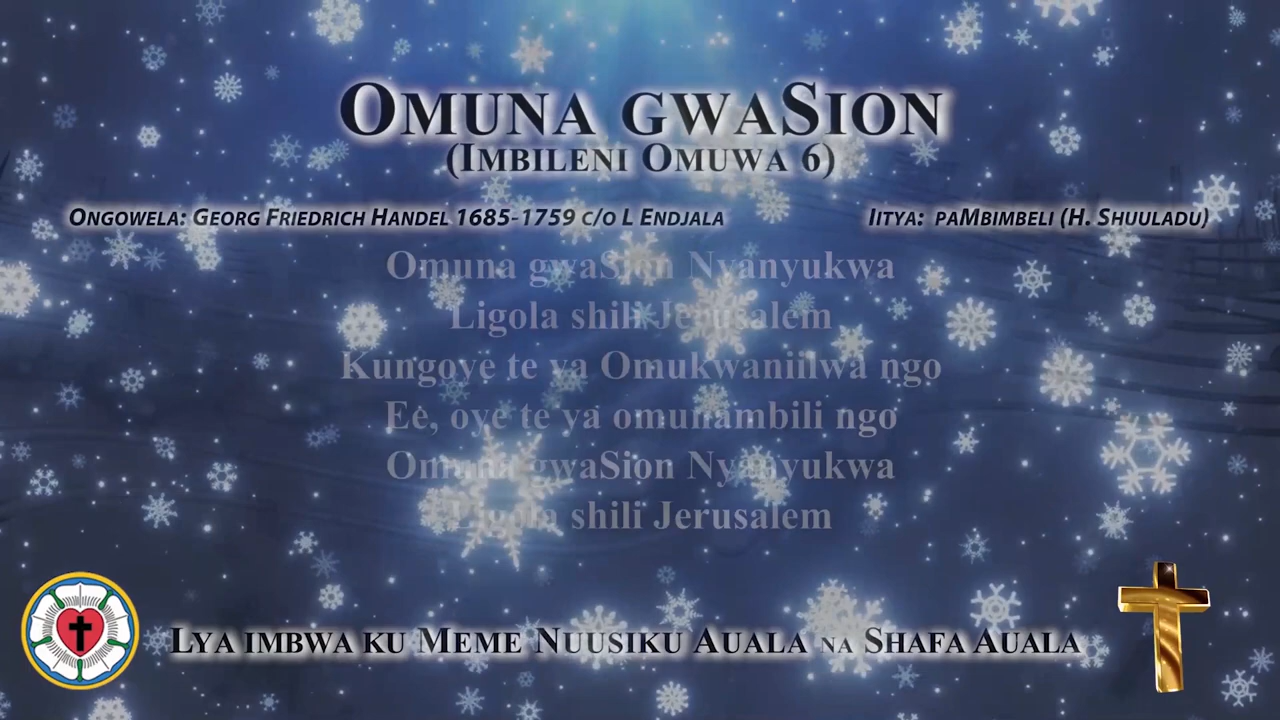 OMUNA GWASION
(IMBILENI OMUWA 6)
ONGOWELA: GEORG FRIEDRICH HANDEL 1685-1759 C/O L ENDJALA
IITYA: PAMBIMBELI (H. SHUULADU)
Omuna gwaSion Nyanyukwa
Ligola shili Jerusalem
Kungoye te ya Omukwaniilwa ngo
Ee, oye te ya omunambili ngo
Omuna gwaSion Nyanyukwa
Ligola shili Jerusalem
LYA IMBWA KU MEME NUUSIKU AUALA NA SHAFA AUALA